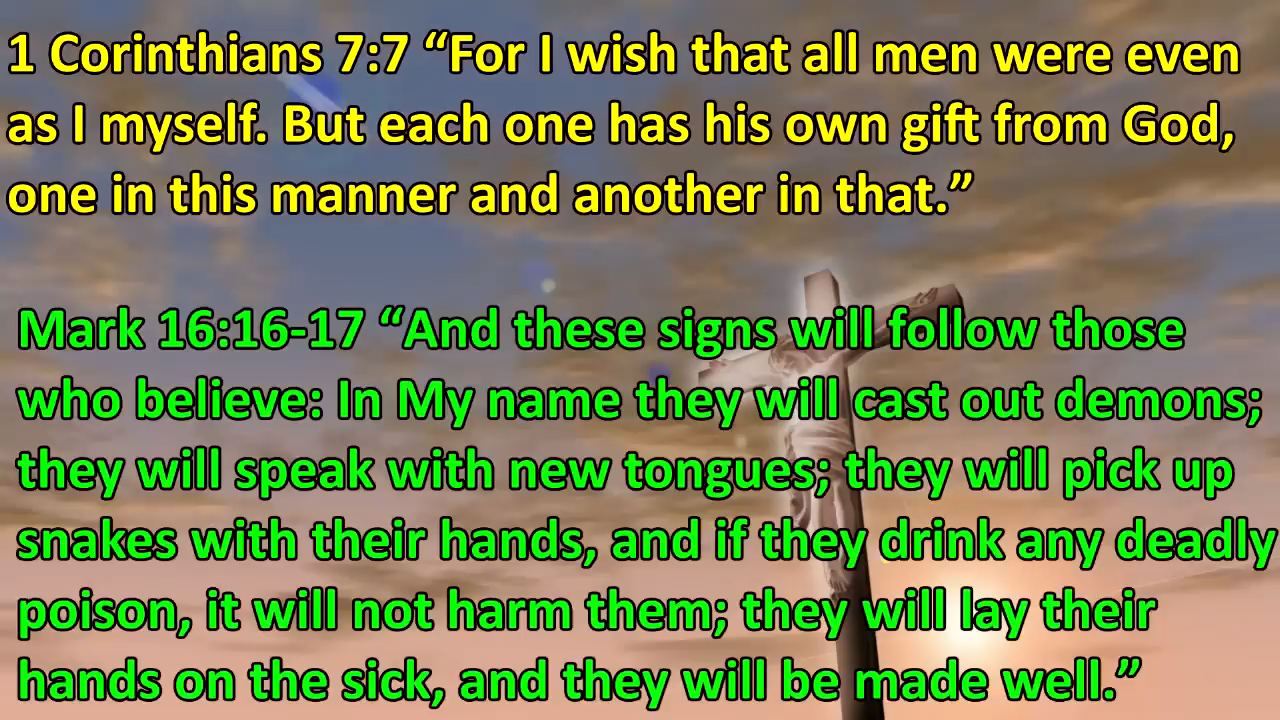 1 Corinthians 7:7 “For I wish that all men were even
as I myself. But each one has his own gift from God,
one in this manner and another in that.”
Mark 16:16-17 “And these signs will follow those
who believe: In My name they will cast out demons;
they will speak with new tongues; they will pick up
snakes with their hands, and if they drink any deadly
poison, it will not harm them; they will lay their
hands on the sick, and they will be made well.”